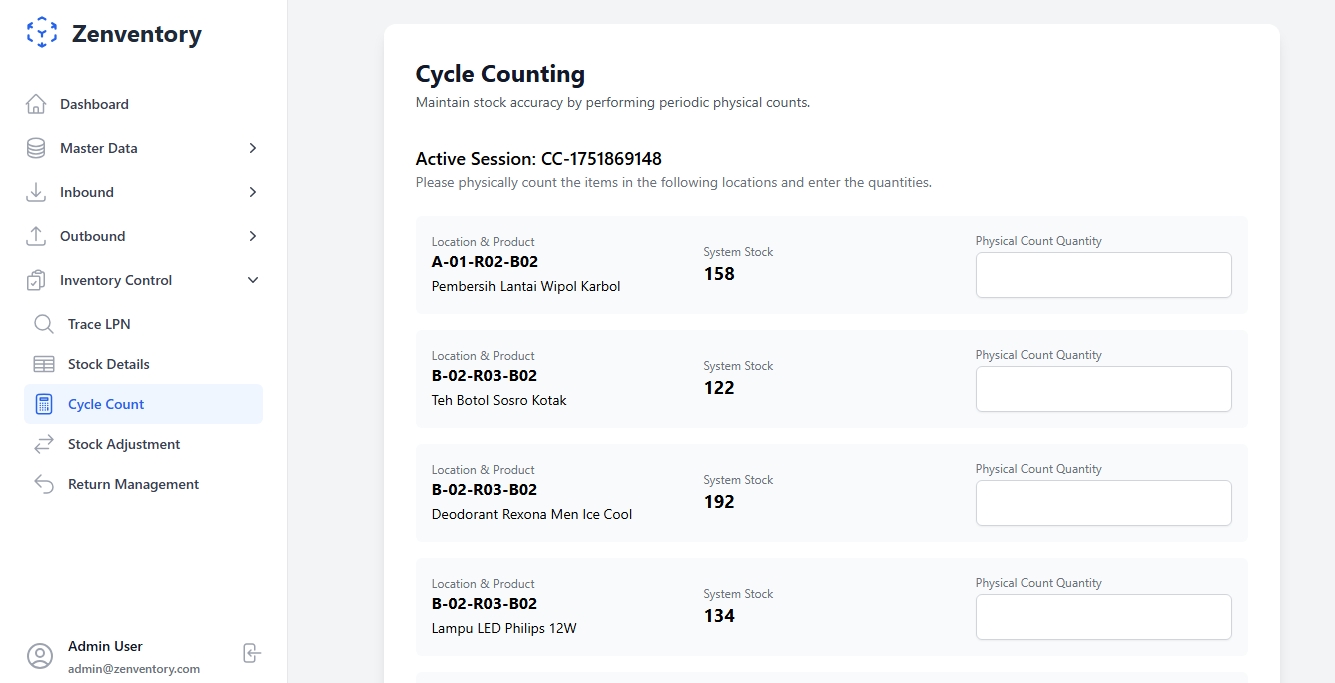 Zenventory
Dashboard
Master Data
Inbound
Outbound
Inventory Control
Trace LPN
Stock Details
Cycle Count
Stock Adjustment
Return Management
Admin User
admin@zenventory.com
Cycle Counting
Maintain stock accuracy by performing periodic physical counts.
Active Session: CC-1751869148
Please physically count the items in the following locations and enter the quantities.
Location & Product
A-01-R02-B02
Pembersih Lantai Wipol Karbol
System Stock
158
Physical Count Quantity
Location & Product
B-02-R03-B02
Teh Botol Sosro Kotak
System Stock
122
Physical Count Quantity
Location & Product
B-02-R03-B02
Deodorant Rexona Men Ice Cool
System Stock
192
Physical Count Quantity
Location & Product
B-02-R03-B02
Lampu LED Philips 12W
System Stock
134
Physical Count Quantity